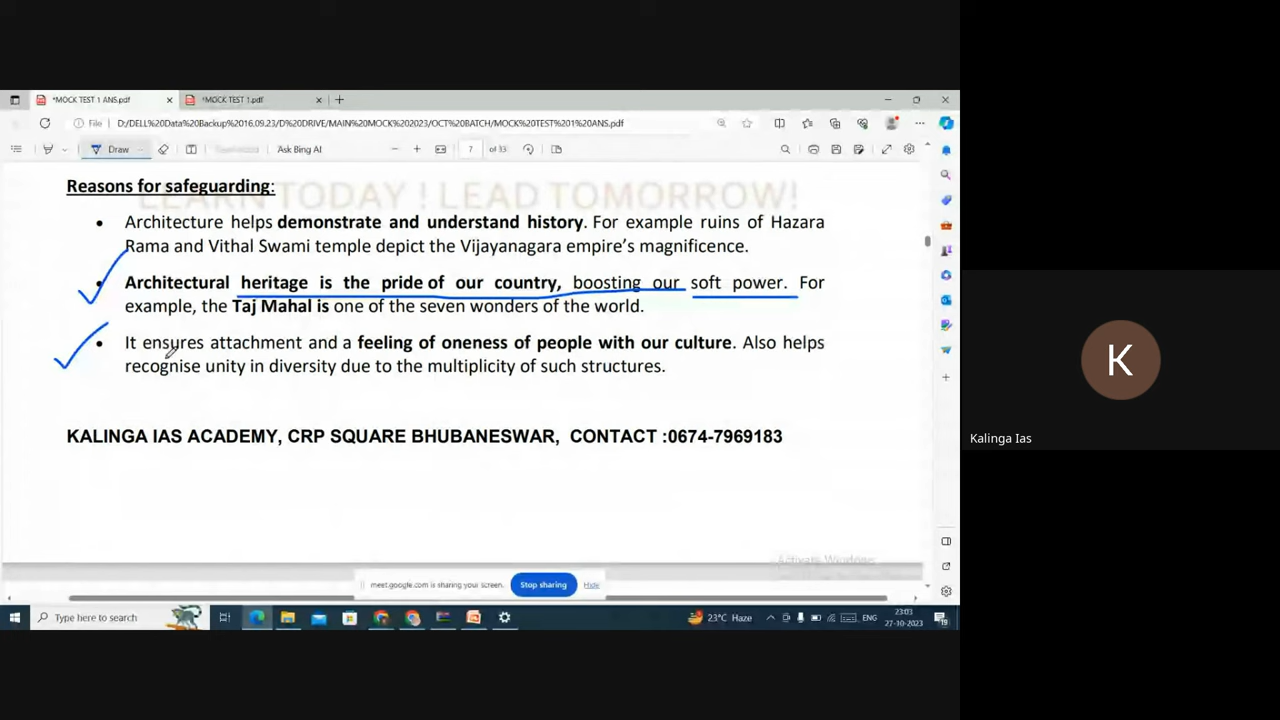 *MOCK TEST 1 ANS.pdf
*MOCK TEST 1.pdf
File
D:/DELL%20Data%20Backup%2016.09.23/D%20DRIVE/MAIN%20MOCK%202023/OCT%20BATCH/MOCK%20TEST%201%20ANS.pdf
Draw
Ask Bing AI
7
of 33
LEARN TODAY ! LEAD TOMORROW!
Reasons for safeguarding:
• Architecture helps demonstrate and understand history. For example ruins of Hazara
Rama and Vithal Swami temple depict the Vijayanagara empire's magnificence.
• Architectural heritage is the pride of our country, boosting our soft power. For
example, the Taj Mahal is one of the seven wonders of the world.
• It ensures attachment and a feeling of oneness of people with our culture. Also helps
recognise unity in diversity due to the multiplicity of such structures.
KALINGA IAS ACADEMY, CRP SQUARE BHUBANESWAR, CONTACT :0674-7969183
Activate Windows
meet.google.com is sharing your screen.
Stop sharing
Hide
Type here to search
23°C Haze
ENG
23:03
27-10-2023
19
K
Kalinga Ias